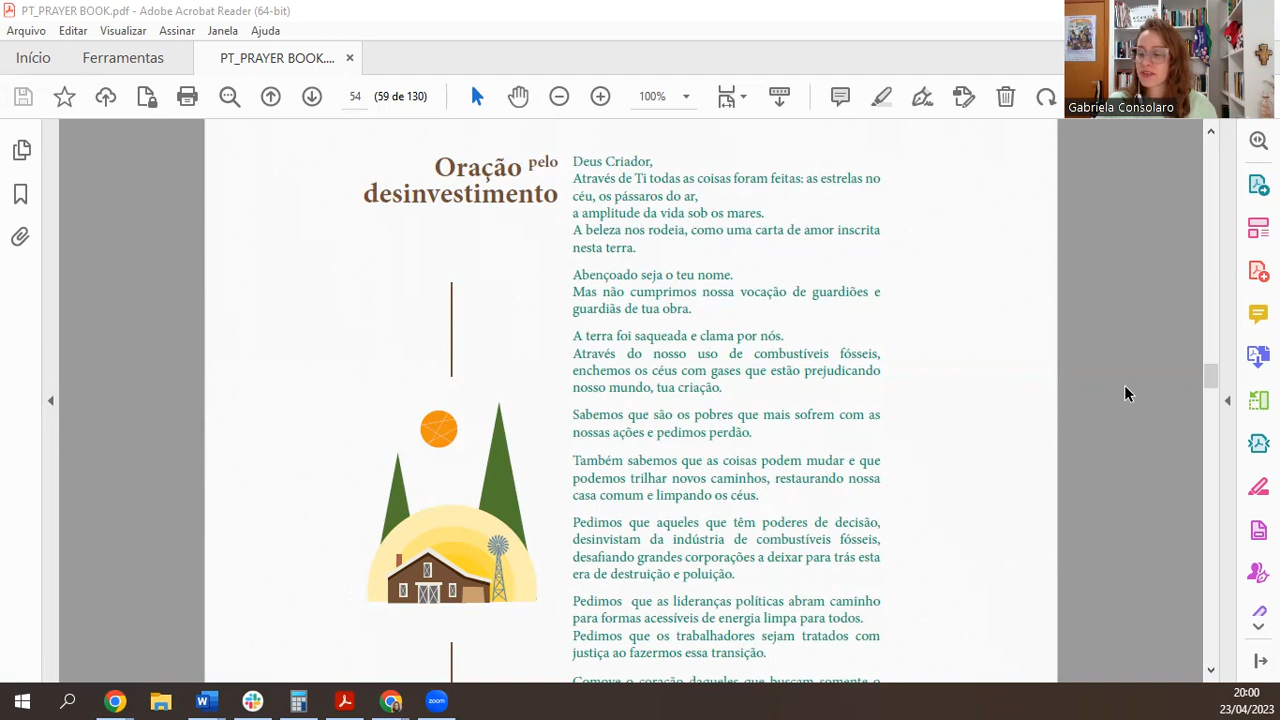 PT_PRAYER BOOK.pdf - Adobe Acrobat Reader (64-bit)
Arquivo Editar Visualizar Assinar Janela Ajuda
Início Ferramentas PT_PRAYER BOOK.... ×
54 (59 de 130) 100%
Gabriela Consolaro
Oração pelo
desinvestimento
Deus Criador,
Através de Ti todas as coisas foram feitas: as estrelas no
céu, os pássaros do ar,
a amplitude da vida sob os mares.
A beleza nos rodeia, como uma carta de amor inscrita
nesta terra.
Abençoado seja o teu nome.
Mas não cumprimos nossa vocação de guardiões e
guardiãs de tua obra.
A terra foi saqueada e clama por nós.
Através do nosso uso de combustíveis fósseis,
enchemos os céus com gases que estão prejudicando
nosso mundo, tua criação.
Sabemos que são os pobres que mais sofrem com as
nossas ações e pedimos perdão.
Também sabemos que as coisas podem mudar e que
podemos trilhar novos caminhos, restaurando nossa
casa comum e limpando os céus.
Pedimos que aqueles que têm poderes de decisão,
desinvistam da indústria de combustíveis fósseis,
desafiando grandes corporações a deixar para trás esta
era de destruição e poluição.
Pedimos que as lideranças políticas abram caminho
para formas acessíveis de energia limpa para todos.
Pedimos que os trabalhadores sejam tratados com
justiça ao fazermos essa transição.
Comove o coração daqueles que buscam somente o
zoom
20:00
23/04/2023